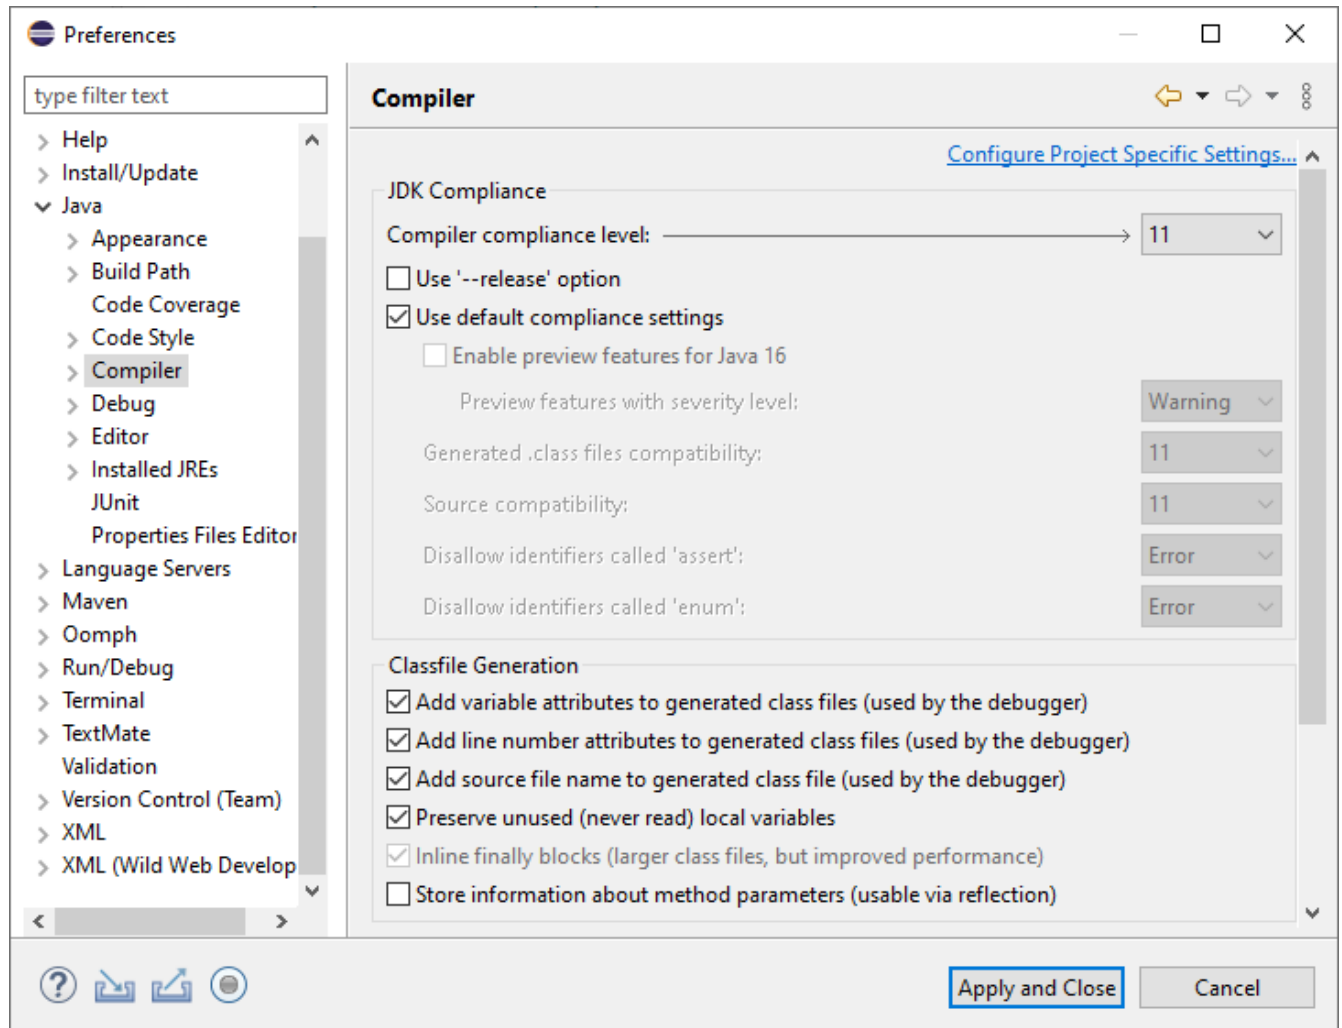 Preferences
type filter text
Help
Install/Update
Java
Appearance
Build Path
Code Coverage
Code Style
Compiler
Debug
Editor
Installed JREs
JUnit
Properties Files Editor
Language Servers
Maven
Oomph
Run/Debug
Terminal
TextMate
Validation
Version Control (Team)
XML
XML (Wild Web Develop
Compiler
Configure Project Specific Settings...
JDK Compliance
Compiler compliance level: 11
Use '--release' option
Use default compliance settings
Enable preview features for Java 16
Preview features with severity level: Warning
Generated .class files compatibility: 11
Source compatibility: 11
Disallow identifiers called 'assert': Error
Disallow identifiers called 'enum': Error
Classfile Generation
Add variable attributes to generated class files (used by the debugger)
Add line number attributes to generated class files (used by the debugger)
Add source file name to generated class file (used by the debugger)
Preserve unused (never read) local variables
Inline finally blocks (larger class files, but improved performance)
Store information about method parameters (usable via reflection)
Apply and Close Cancel